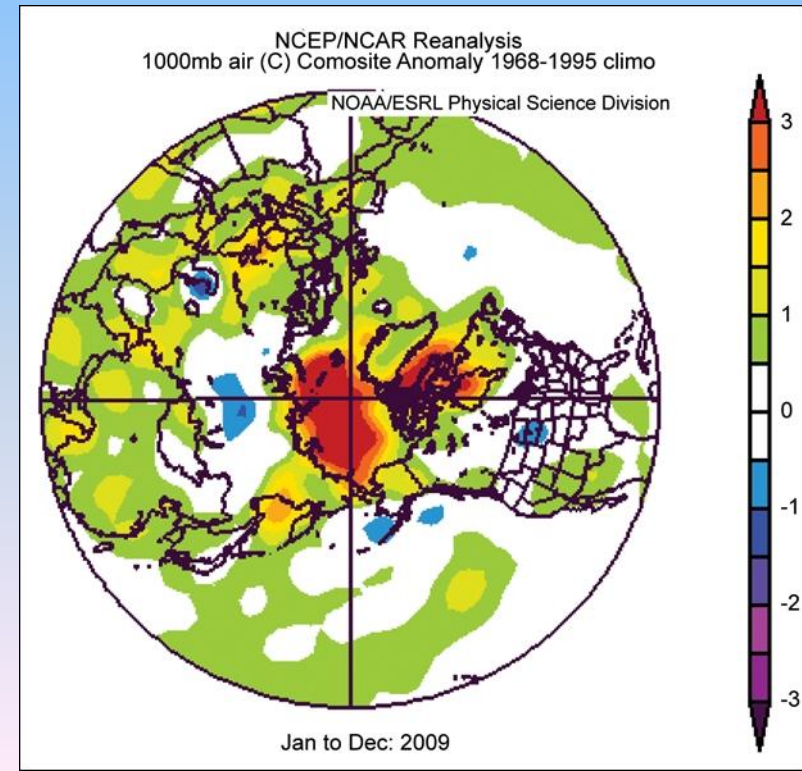 NCEP/NCAR Reanalysis
1000mb air (C) Comosite Anomaly 1968-1995 climo
NOAA/ESRL Physical Science Division
3
2
1
0
-1
-2
-3
Jan to Dec: 2009